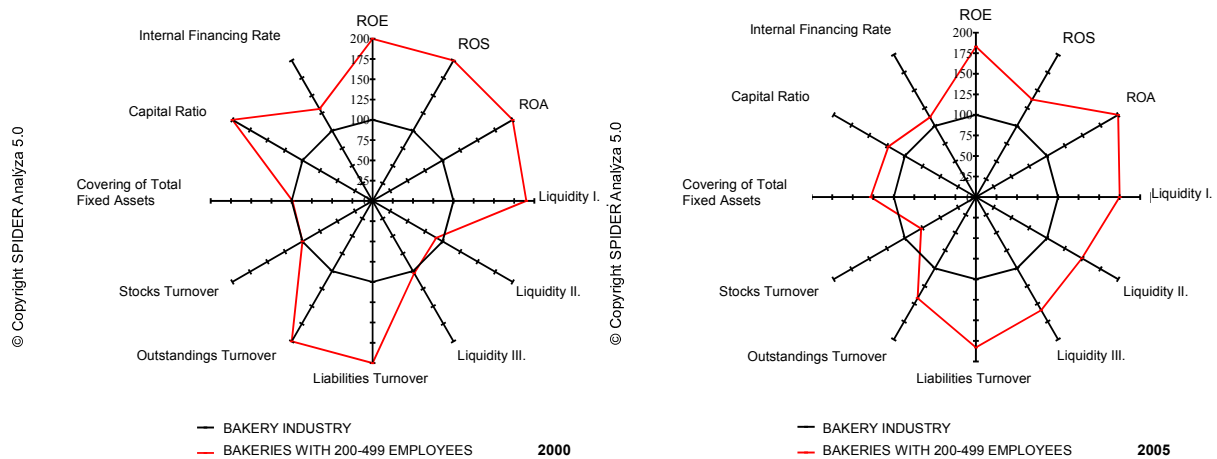 © Copyright SPIDER Analýza 5.0
ROE
200
175
150
125
100
75
50
25
ROS
ROA
Liquidity I.
Liquidity II.
Liquidity III.
Liabilities Turnover
Outstandings Turnover
Stocks Turnover
Covering of Total
Fixed Assets
Capital Ratio
Internal Financing Rate
BAKERY INDUSTRY
BAKERIES WITH 200-499 EMPLOYEES
2000
© Copyright SPIDER Analýza 5.0
ROE
200
175
150
125
100
75
50
25
ROS
ROA
Liquidity I.
Liquidity II.
Liquidity III.
Liabilities Turnover
Outstandings Turnover
Stocks Turnover
Covering of Total
Fixed Assets
Capital Ratio
Internal Financing Rate
BAKERY INDUSTRY
BAKERIES WITH 200-499 EMPLOYEES
2005